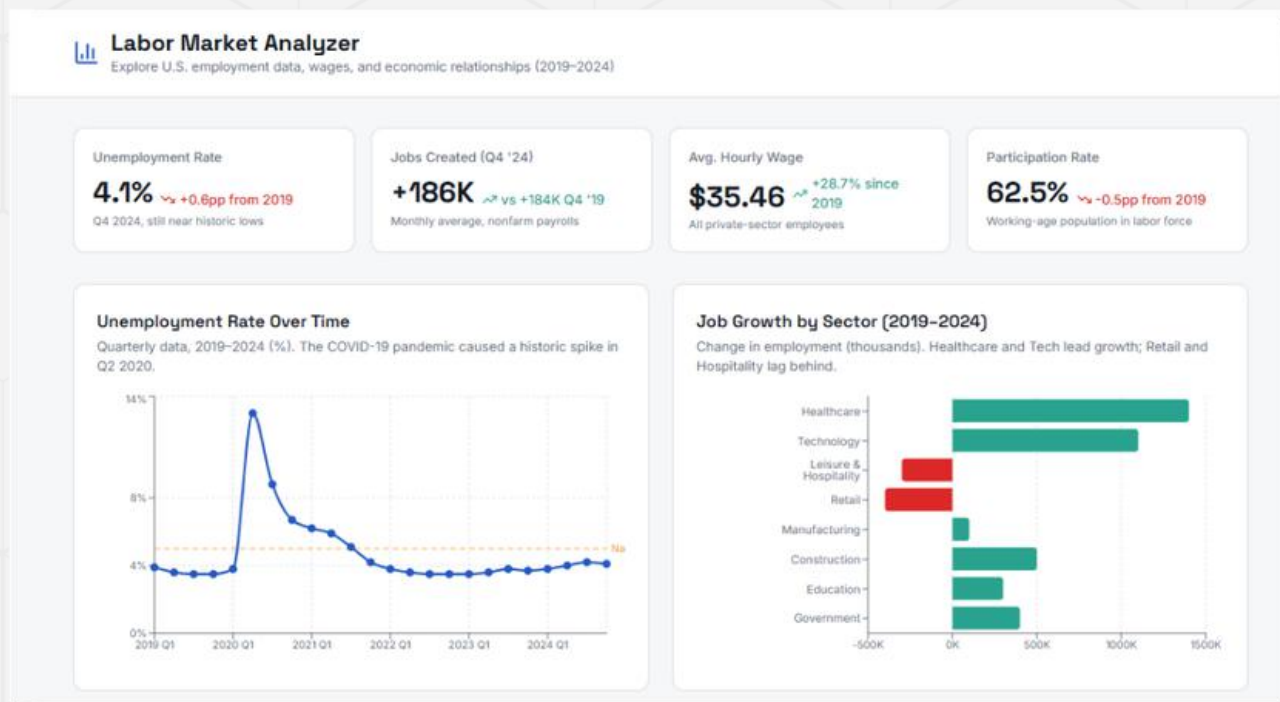 Labor Market Analyzer
Explore U.S. employment data, wages, and economic relationships (2019–2024)
Unemployment Rate
4.1% +0.6pp from 2019
Q4 2024, still near historic lows
Jobs Created (Q4 '24)
+186K vs +184K Q4 '19
Monthly average, nonfarm payrolls
Avg. Hourly Wage
$35.46 +28.7% since
2019
All private-sector employees
Participation Rate
62.5% -0.5pp from 2019
Working-age population in labor force
Unemployment Rate Over Time
Quarterly data, 2019–2024 (%). The COVID-19 pandemic caused a historic spike in
Q2 2020.
14%
8%
Na
4%
0%
2019 Q1 2020 Q1 2021 Q1 2022 Q1 2023 Q1 2024 Q1
Job Growth by Sector (2019–2024)
Change in employment (thousands). Healthcare and Tech lead growth; Retail and
Hospitality lag behind.
Healthcare
Technology
Leisure &
Hospitality
Retail
Manufacturing
Construction
Education
Government
-500K 0K 500K 1000K 1500K